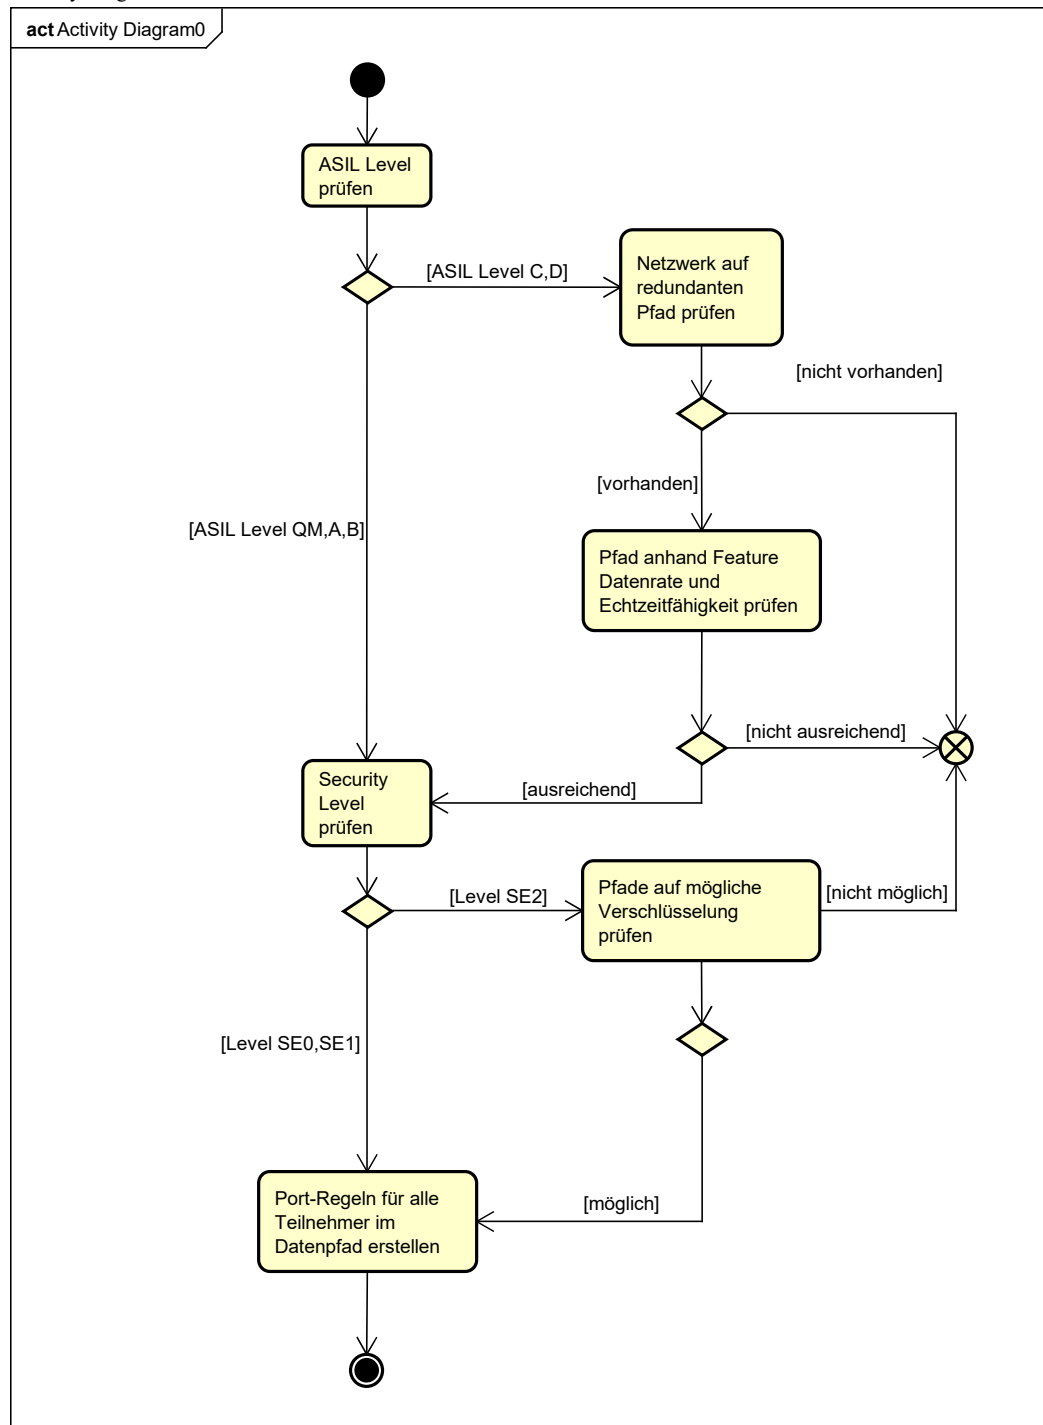 act Activity Diagram0
ASIL Level
prüfen
[ASIL Level C,D]
Netzwerk auf
redundanten
Pfad prüfen
[nicht vorhanden]
[vorhanden]
[ASIL Level QM,A,B]
Pfad anhand Feature
Datenrate und
Echtzeitfähigkeit prüfen
[nicht ausreichend]
[ausreichend]
Security
Level
prüfen
[Level SE2]
Pfade auf mögliche
Verschlüsselung
prüfen
[nicht möglich]
[Level SE0,SE1]
[möglich]
Port-Regeln für alle
Teilnehmer im
Datenpfad erstellen